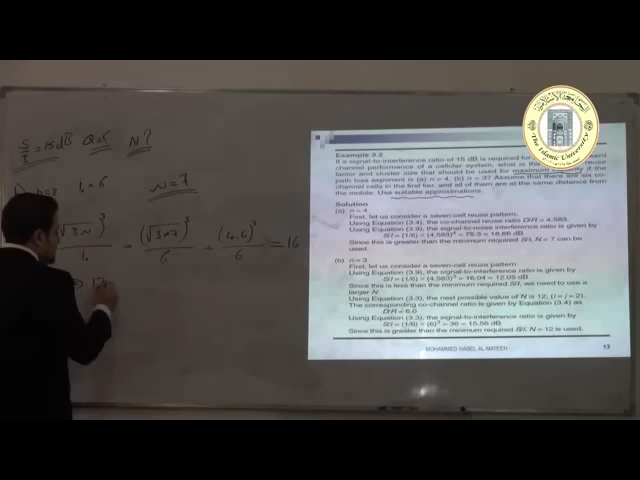 S/I = 15 dB Q=? N?
n=3 i=6 N=7
(√3N)³ / 6 = (√3×7)³ / 6 = (4.6)³ / 6 = 16
⇒ 12
The Islamic University
Example 3.2
If a signal-to-interference ratio of 15 dB is required for
channel performance of a cellular system, what is the
factor and cluster size that should be used for maximum capacity if the
path loss exponent is (a) n = 4, (b) n = 3? Assume that there are six co-
channel cells in the first tier, and all of them are at the same distance from
the mobile. Use suitable approximations.
Solution
(a) n = 4
First, let us consider a seven-cell reuse pattern.
Using Equation (3.4), the co-channel reuse ratio D/R = 4.583.
Using Equation (3.9), the signal-to-noise interference ratio is given by
S/I = (1/6) × (4.583)⁴ = 75.3 = 18.66 dB
Since this is greater than the minimum required S/I, N = 7 can be
used.
(b) n = 3
First, let us consider a seven-cell reuse pattern.
Using Equation (3.9), the signal-to-interference ratio is given by
S/I = (1/6) × (4.583)³ = 16.04 = 12.05 dB
Since this is less than the minimum required S/I, we need to use a
larger N.
Using Equation (3.3), the next possible value of N is 12, (i = j = 2).
The corresponding co-channel ratio is given by Equation (3.4) as
D/R = 6.0
Using Equation (3.3), the signal-to-interference ratio is given by
S/I = (1/6) × (6)³ = 36 = 15.56 dB
Since this is greater than the minimum required S/I, N = 12 is used.
13